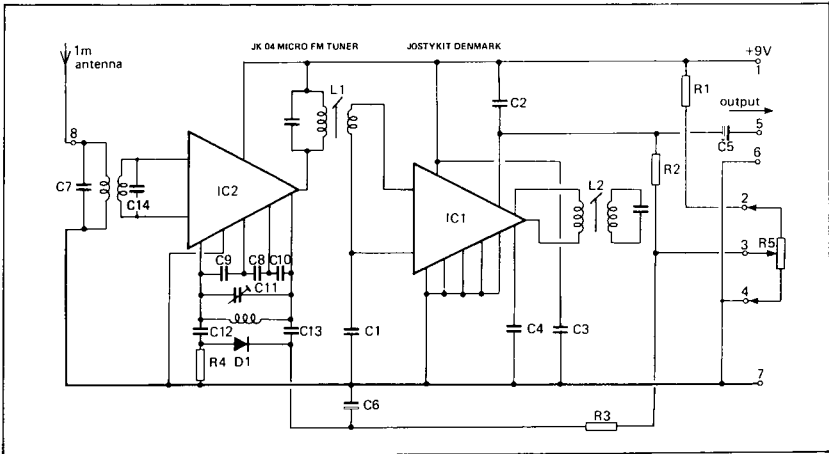 JK 04 MICRO FM TUNER
JOSTYKIT DENMARK
1m
antenna
+9V
1
L1
C2
R1
output
8
5
C5
6
R2
C7
C14
IC2
IC1
L2
2
3
R5
4
C9
C8
C10
C11
C12
C13
C1
C4
C3
R4
D1
7
C6
R3